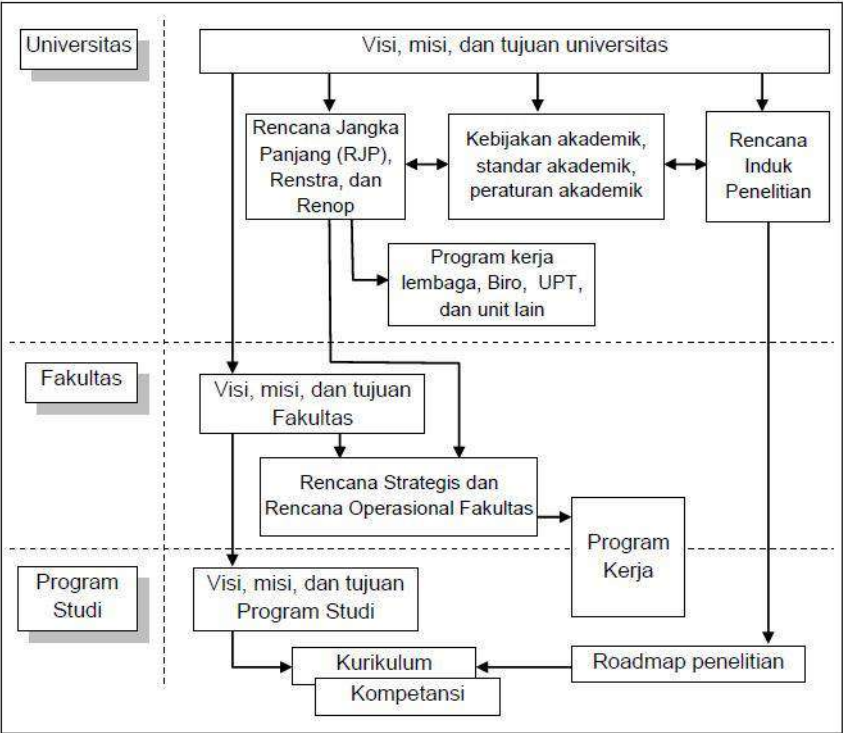 Universitas
Visi, misi, dan tujuan universitas
Rencana Jangka
Panjang (RJP),
Renstra, dan
Renop
Kebijakan akademik,
standar akademik,
peraturan akademik
Rencana
Induk
Penelitian
Program kerja
lembaga, Biro, UPT,
dan unit lain
Fakultas
Visi, misi, dan tujuan
Fakultas
Rencana Strategis dan
Rencana Operasional Fakultas
Program
Kerja
Program
Studi
Visi, misi, dan tujuan
Program Studi
Kurikulum
Kompetansi
Roadmap penelitian